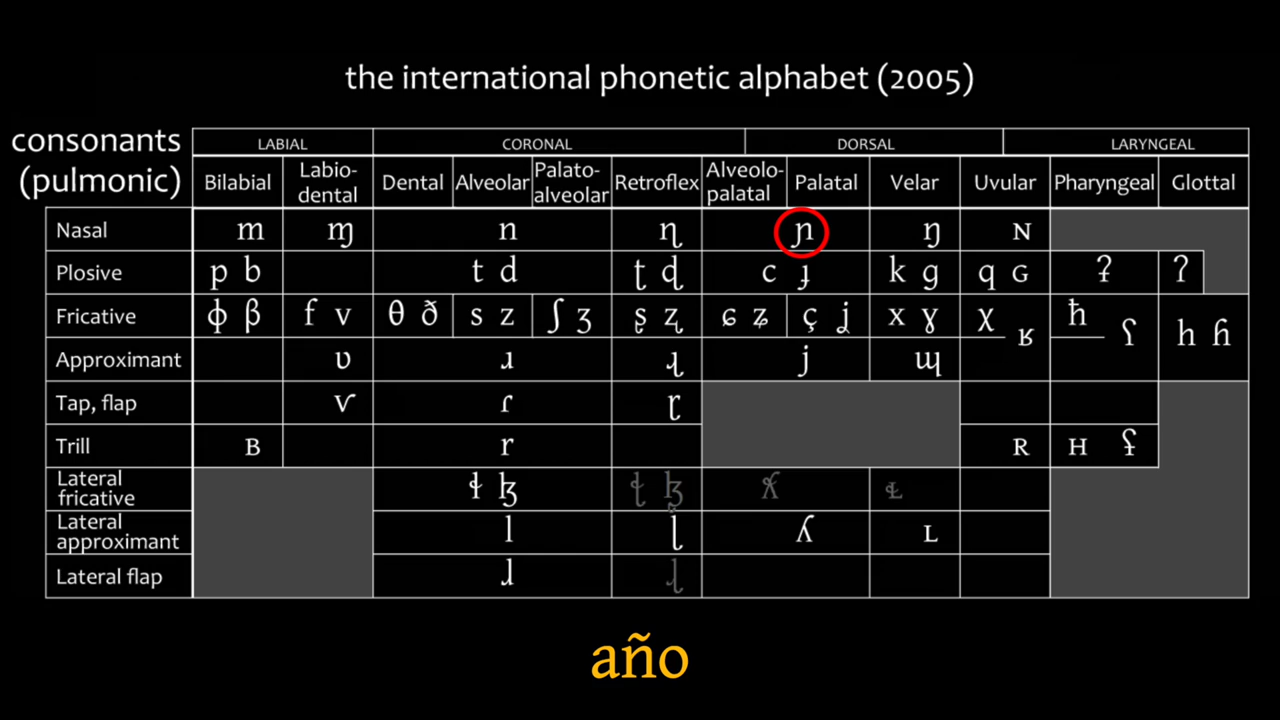 the international phonetic alphabet (2005)
consonants (pulmonic) LABIAL CORONAL DORSAL LARYNGEAL
Bilabial Labio-dental Dental Alveolar Palato-alveolar Retroflex Alveolo-palatal Palatal Velar Uvular Pharyngeal Glottal
Nasal m ɱ n ɳ ɲ ŋ ɴ
Plosive p b t d ʈ ɖ c ɟ k g q ɢ ʡ ʔ
Fricative ɸ β f v θ ð s z ʃ ʒ ʂ ʐ ɕ ʑ ç ʝ x ɣ χ ʁ ħ ʕ h ɦ
Approximant ʋ ɹ ɻ j ɰ
Tap, flap ⱱ ɾ ɽ
Trill ʙ r ʀ ʜ ʢ
Lateral fricative ɬ ɮ
Lateral approximant l ɭ ʎ ʟ
Lateral flap ɺ
año